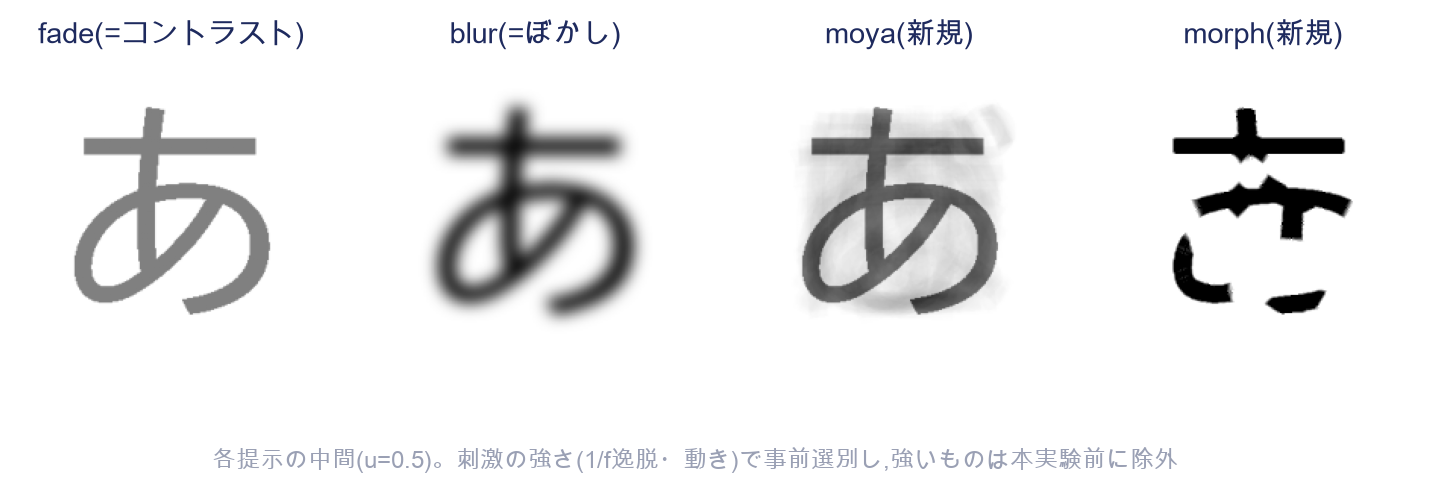 fade(=コントラスト) blur(=ぼかし) moya(新規) morph(新規)
あ あ あ
各提示の中間(u=0.5)。刺激の強さ(1/f逸脱・動き)で事前選別し,強いものは本実験前に除外